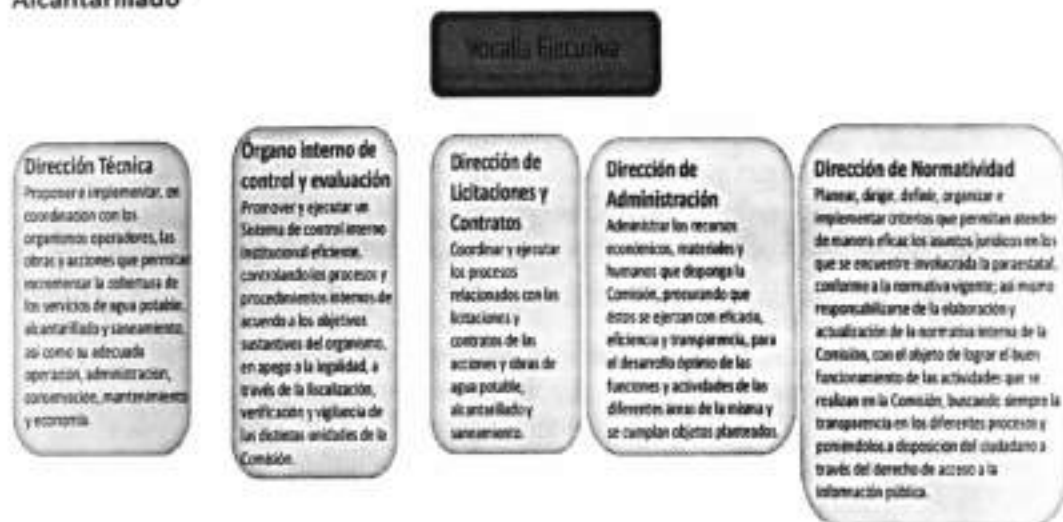 Alcantarillado
Vocalía Ejecutiva
Dirección Técnica
Proponer e implementar, en
coordinación con los
organismos operadores, las
obras y acciones que permitan
incrementar la cobertura de
los servicios de agua potable,
alcantarillado y saneamiento,
así como su adecuada
operación, administración,
conservación, mantenimiento
y economía.
Órgano interno de
control y evaluación
Promover y ejecutar un
Sistema de control interno
institucional eficiente,
controlando los procesos y
procedimientos internos de
acuerdo a los objetivos
sustantivos del organismo,
en apego a la legalidad, a
través de la fiscalización,
verificación y vigilancia de
las distintas unidades de la
Comisión.
Dirección de
Licitaciones y
Contratos
Coordinar y ejecutar
los procesos
relacionados con las
licitaciones y
contratos de las
acciones y obras de
agua potable,
alcantarillado y
saneamiento.
Dirección de
Administración
Administrar los recursos
económicos, materiales y
humanos que disponga la
Comisión, procurando que
éstos se ejerzan con eficacia,
eficiencia y transparencia, para
el desarrollo óptimo de las
funciones y actividades de las
diferentes áreas de la misma y
se cumplan objetos planteados.
Dirección de Normatividad
Planear, dirigir, definir, organizar e
implementar criterios que permitan atender
de manera eficaz los asuntos jurídicos en los
que se encuentre involucrada la paraestatal,
conforme a la normativa vigente; así mismo
responsabilizarse de la elaboración y
actualización de la normativa interna de la
Comisión, con el objeto de lograr el buen
funcionamiento de las actividades que se
realizan en la Comisión, buscando siempre la
transparencia en los diferentes procesos y
poniéndolos a disposición del ciudadano a
través del derecho de acceso a la
información pública.